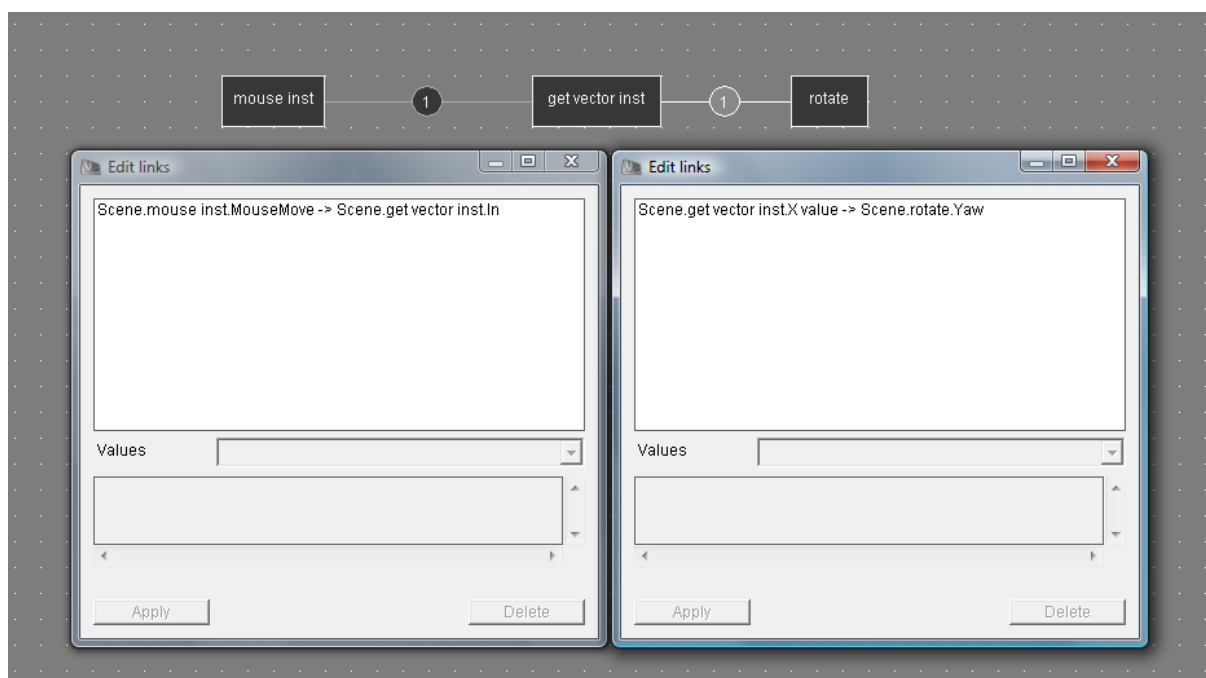 mouse inst
1
get vector inst
1
rotate
Edit links
Scene.mouse inst.MouseMove -> Scene.get vector inst.In
Values
Apply
Delete
Edit links
Scene.get vector inst.X value -> Scene.rotate.Yaw
Values
Apply
Delete